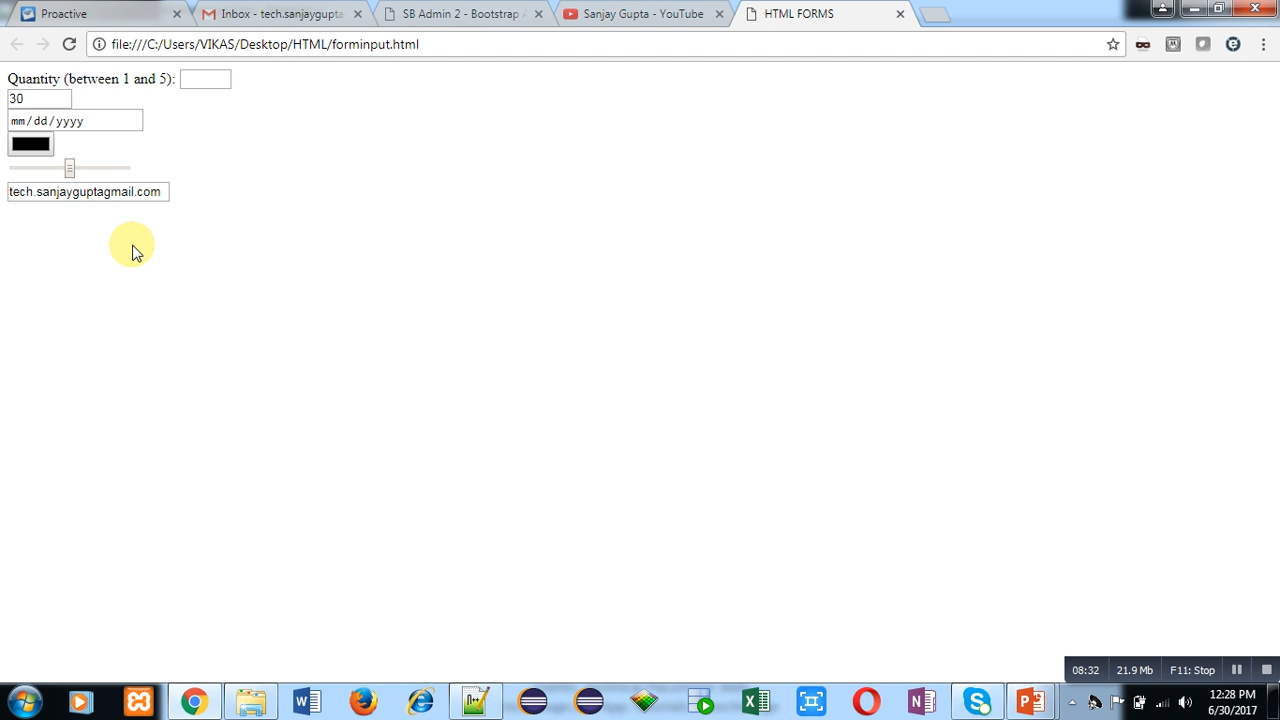 Proactive
Inbox - tech.sanjaygupta
SB Admin 2 - Bootstrap
Sanjay Gupta - YouTube
HTML FORMS
file:///C:/Users/VIKAS/Desktop/HTML/forminput.html
Quantity (between 1 and 5):
30
mm/dd/yyyy
tech.sanjayguptagmail.com
08:32
21.9 Mb
F11: Stop
12:28 PM
6/30/2017